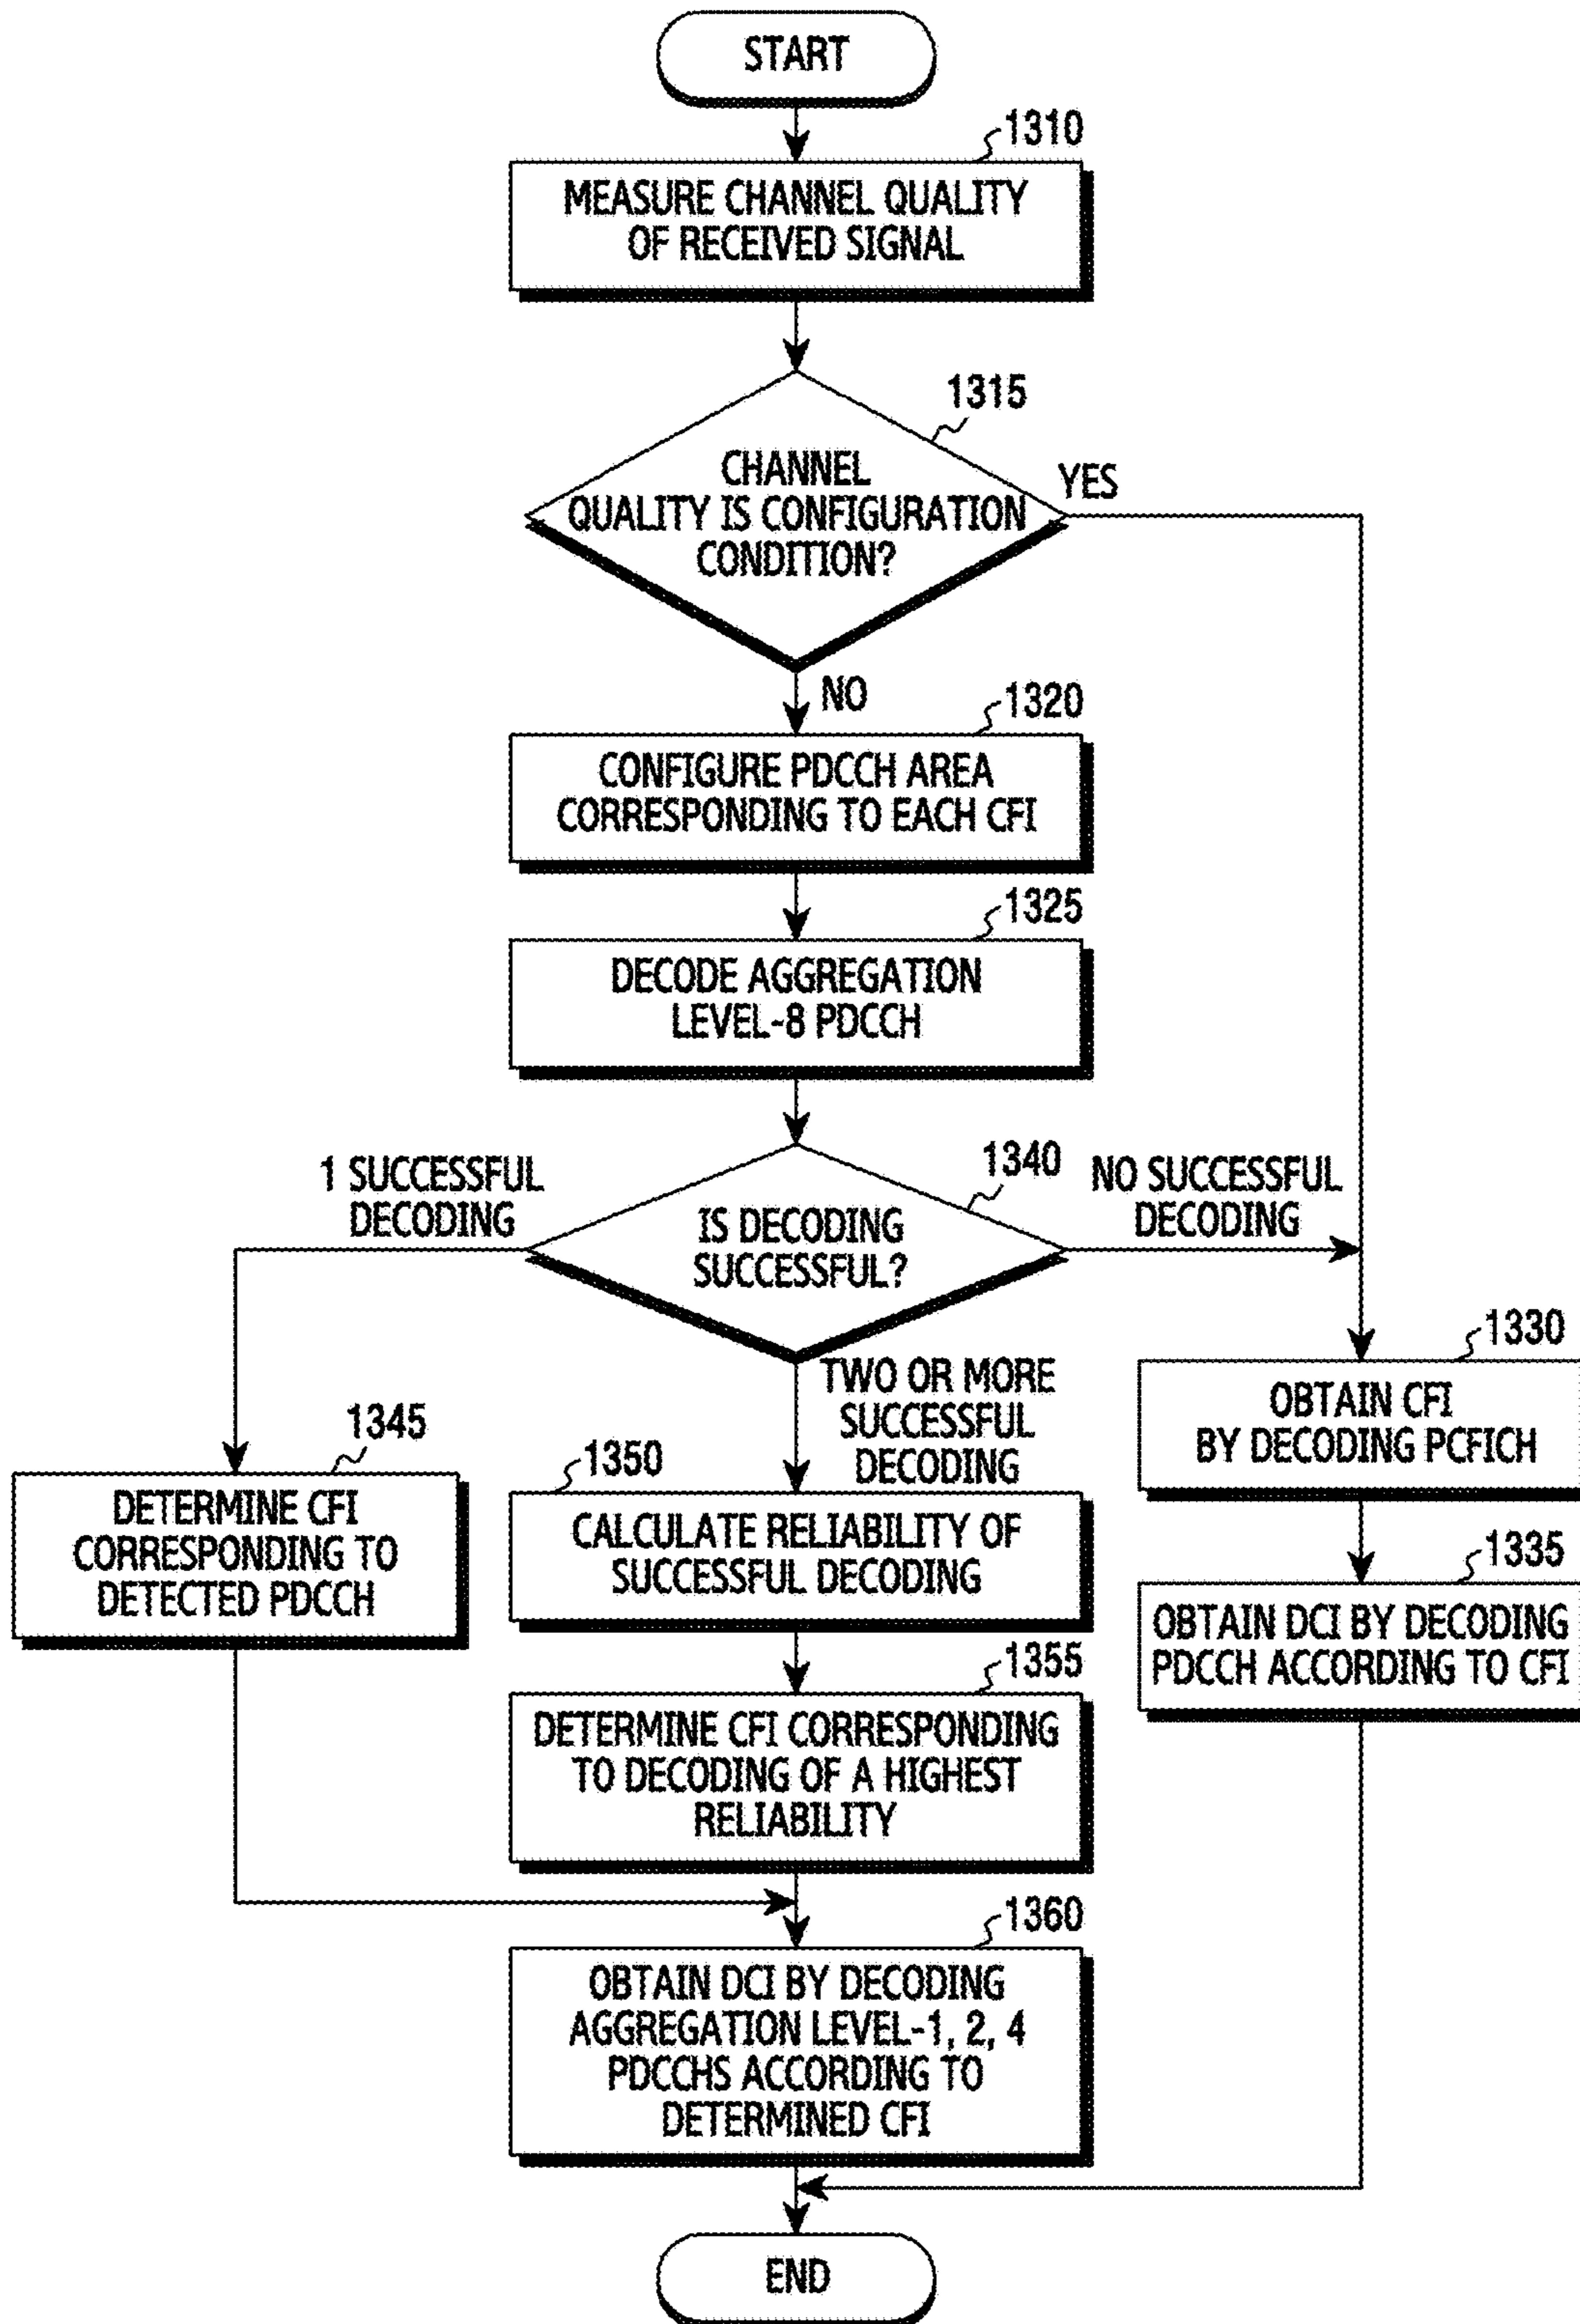 START
1310
MEASURE CHANNEL QUALITY
OF RECEIVED SIGNAL
1315
CHANNEL
QUALITY IS CONFIGURATION
CONDITION?
YES
NO
1320
CONFIGURE PDCCH AREA
CORRESPONDING TO EACH CFI
1325
DECODE AGGREGATION
LEVEL-8 PDCCH
1340
IS DECODING
SUCCESSFUL?
1 SUCCESSFUL
DECODING
NO SUCCESSFUL
DECODING
TWO OR MORE
SUCCESSFUL
DECODING
1330
OBTAIN CFI
BY DECODING PCFICH
1345
DETERMINE CFI
CORRESPONDING TO
DETECTED PDCCH
1350
CALCULATE RELIABILITY OF
SUCCESSFUL DECODING
1335
OBTAIN DCI BY DECODING
PDCCH ACCORDING TO CFI
1355
DETERMINE CFI CORRESPONDING
TO DECODING OF A HIGHEST
RELIABILITY
1360
OBTAIN DCI BY DECODING
AGGREGATION LEVEL-1, 2, 4
PDCCHS ACCORDING TO
DETERMINED CFI
END